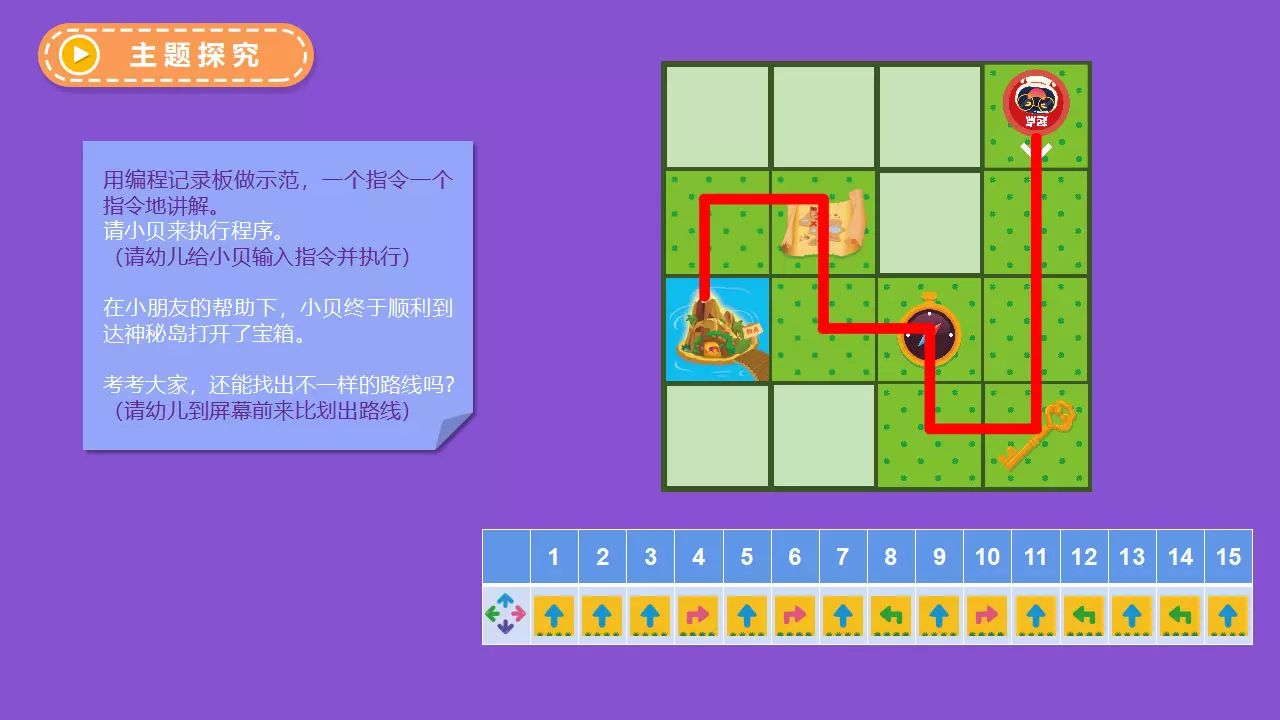 主题探究
用编程记录板做示范，一个指令一个
指令地讲解。
请小贝来执行程序。
（请幼儿给小贝输入指令并执行）
在小朋友的帮助下，小贝终于顺利到
达神秘岛打开了宝箱。
考考大家，还能找出不一样的路线吗？
（请幼儿到屏幕前来比划出路线）
起点
终点
1 2 3 4 5 6 7 8 9 10 11 12 13 14 15